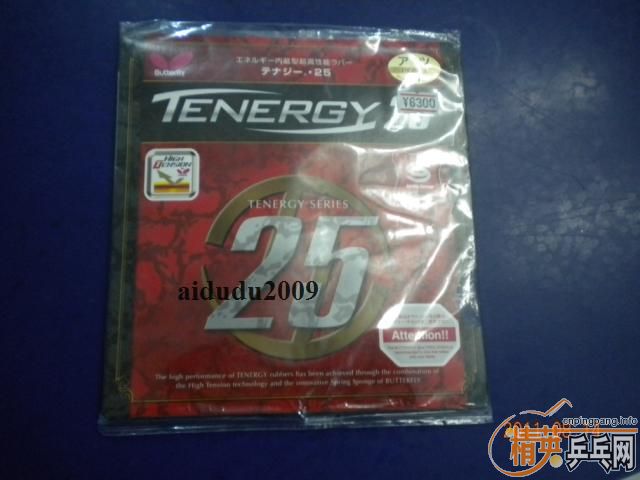 Butterfly
エネルギー内蔵型超高性能ラバー
テナジー・25
¥6300
TENERGY
HIGH TENSION
TENERGY SERIES
25
aidudu2009
Attention!!
The high performance of TENERGY rubbers has been achieved through the combination of
the High Tension technology and the innovative Spring Sponge of BUTTERFLY.
cnpingpang.info
精英乒乓网